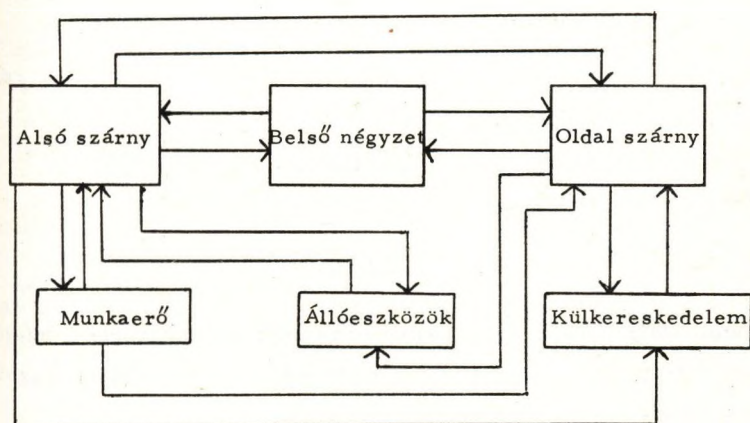 Alsó szárny
Belső négyzet
Oldal szárny
Munkaerő
Állóeszközök
Külkereskedelem